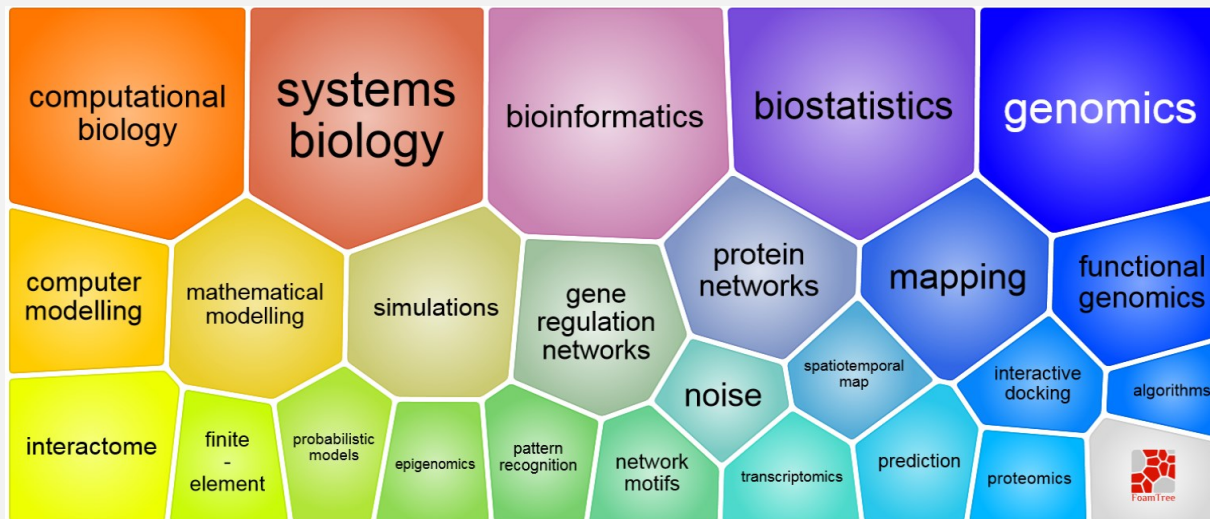 computational
biology
systems
biology
bioinformatics
biostatistics
genomics
computer
modelling
mathematical
modelling
simulations
gene
regulation
networks
protein
networks
mapping
functional
genomics
interactome
finite
-
element
probabilistic
models
epigenomics
pattern
recognition
network
motifs
noise
spatiotemporal
map
transcriptomics
prediction
interactive
docking
proteomics
algorithms
FoamTree